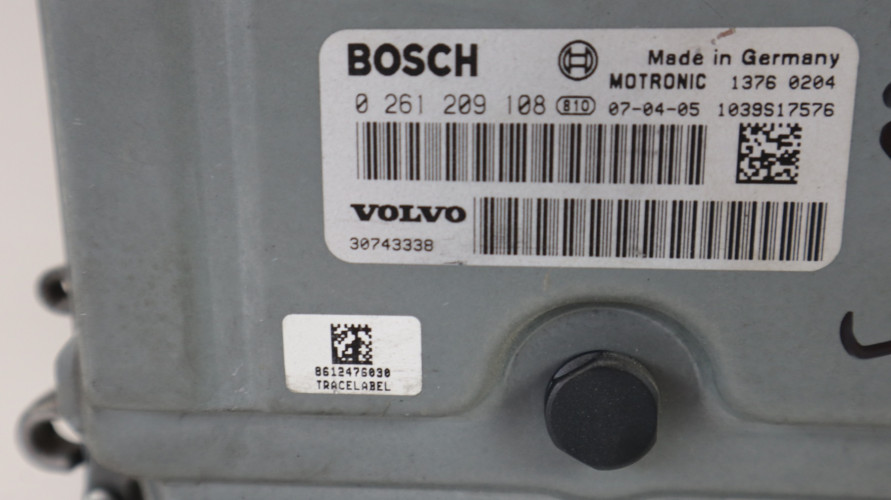 BOSCH Made in Germany
MOTRONIC 1376 0204
0 261 209 108 810 07-04-05 1039S17576
VOLVO
30743338
8612476030
TRACELABEL